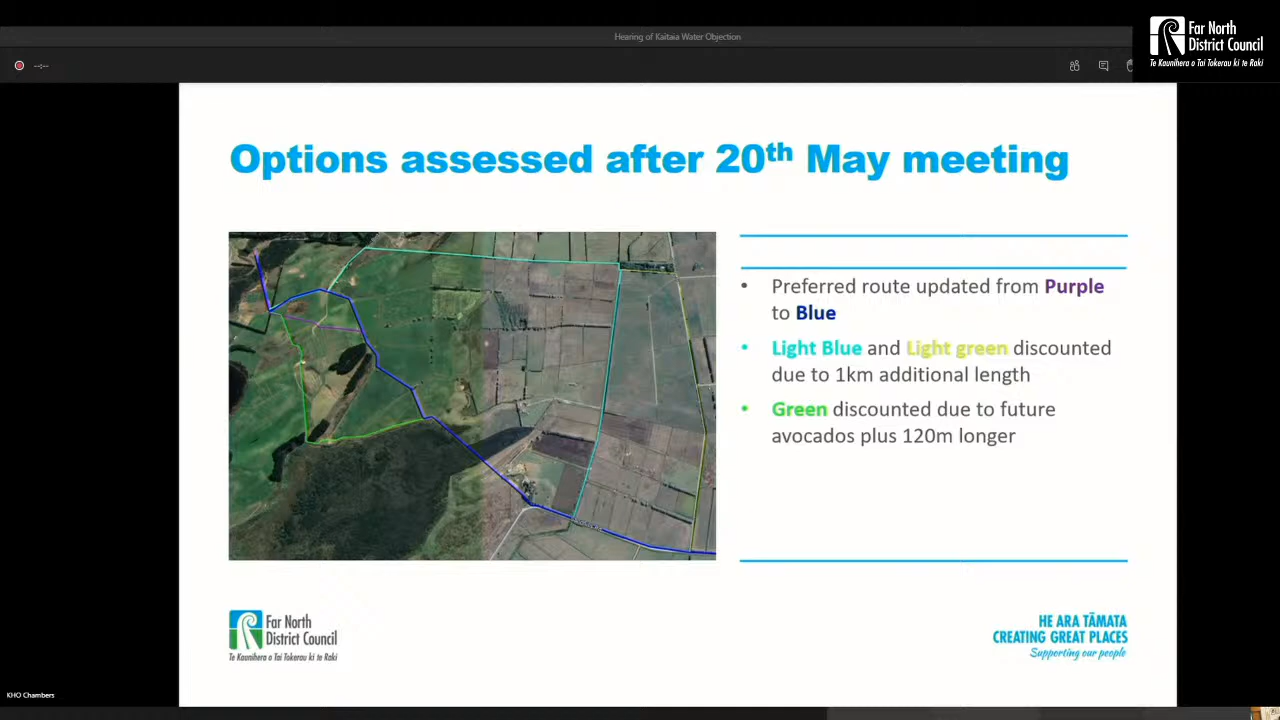 Hearing of Kaitaia Water Objection
Far North
District Council
Te Kaunihera o Tai Tokerau ki te Raki
--:--
Options assessed after 20th May meeting
• Preferred route updated from Purple
to Blue
• Light Blue and Light green discounted
due to 1km additional length
• Green discounted due to future
avocados plus 120m longer
Far North
District Council
Te Kaunihera o Tai Tokerau ki te Raki
HE ARA TĀMATA
CREATING GREAT PLACES
Supporting our people
KHO Chambers